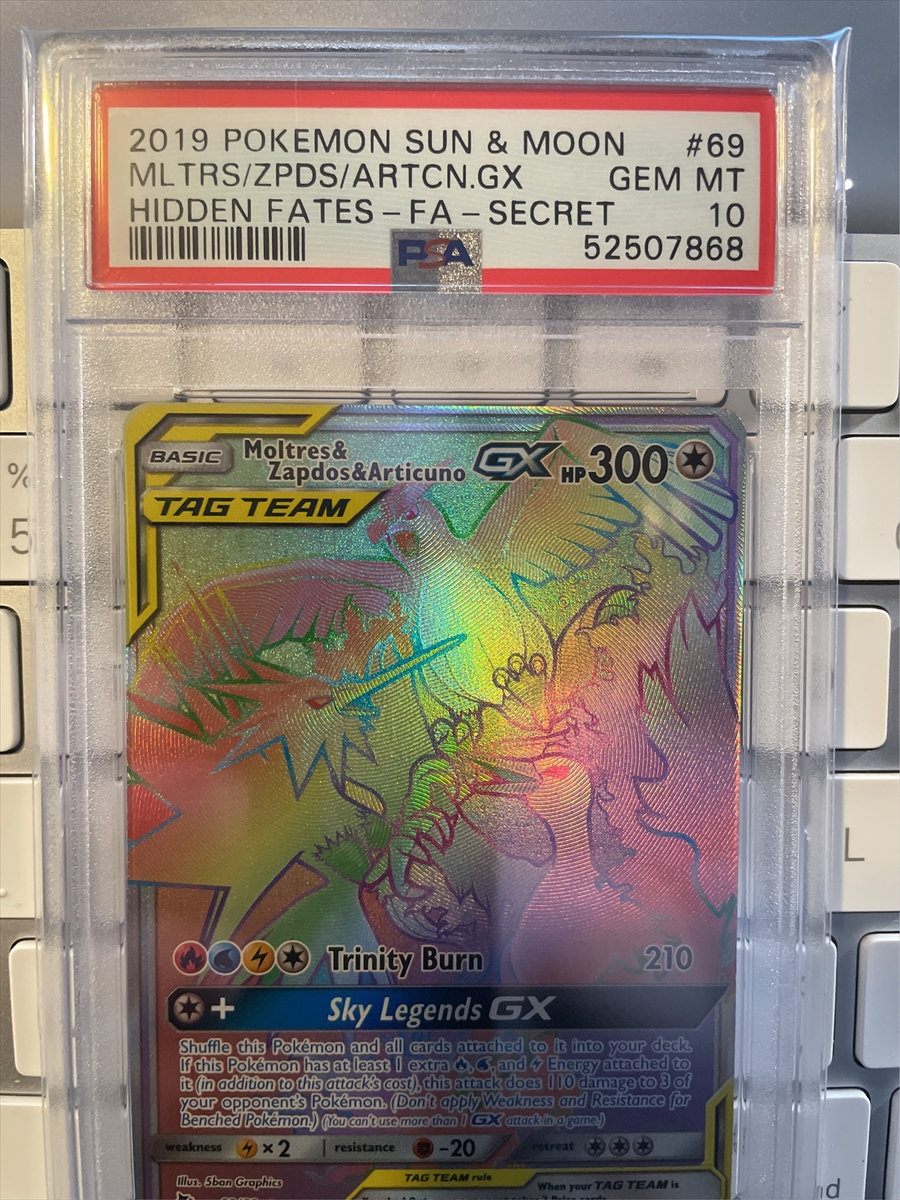 2019 POKEMON SUN & MOON #69
MLTRS/ZPDS/ARTCN.GX GEM MT
HIDDEN FATES-FA-SECRET 10
PSA 52507868
BASIC Moltres&
Zapdos&Articuno GX HP300
TAG TEAM
%
5
L
Trinity Burn 210
+ Sky Legends GX
Shuffle this Pokémon and all cards attached to it into your deck.
If this Pokémon has at least 1 extra , , and Energy attached to
it (in addition to this attack's cost), this attack does 110 damage to 3 of
your opponent's Pokémon. (Don't apply Weakness and Resistance for
Benched Pokémon.) (You can't use more than 1 GX attack in a game.)
weakness ×2 resistance -20 retreat
Illus. 5ban Graphics TAG TEAM rule
When your TAG TEAM is